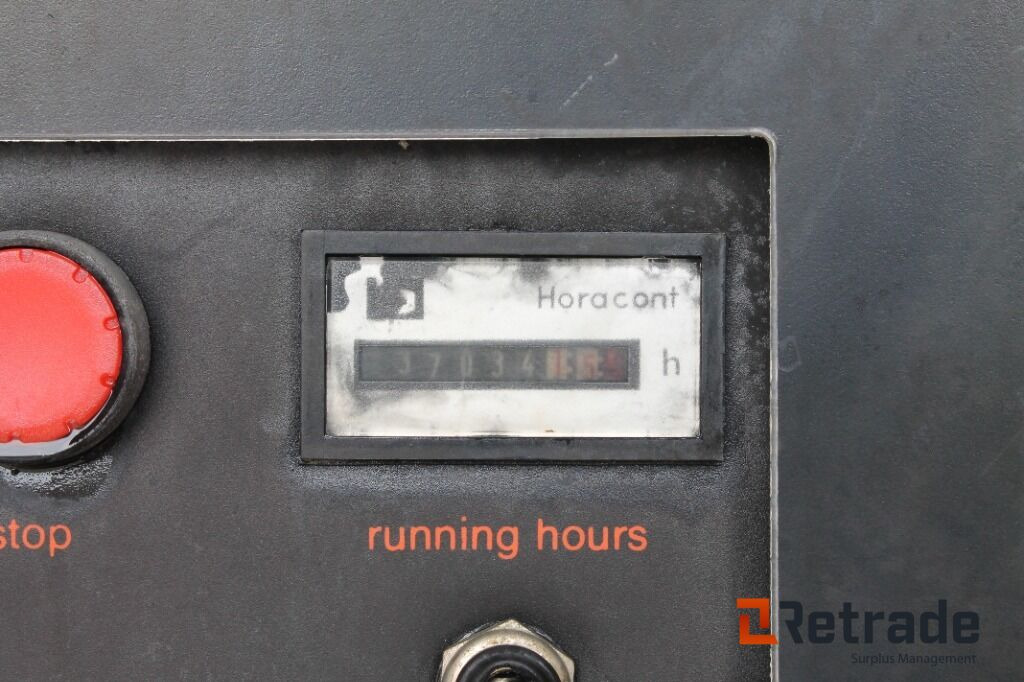 Horacont
37034
h
stop
running hours
Retrade
Surplus Management